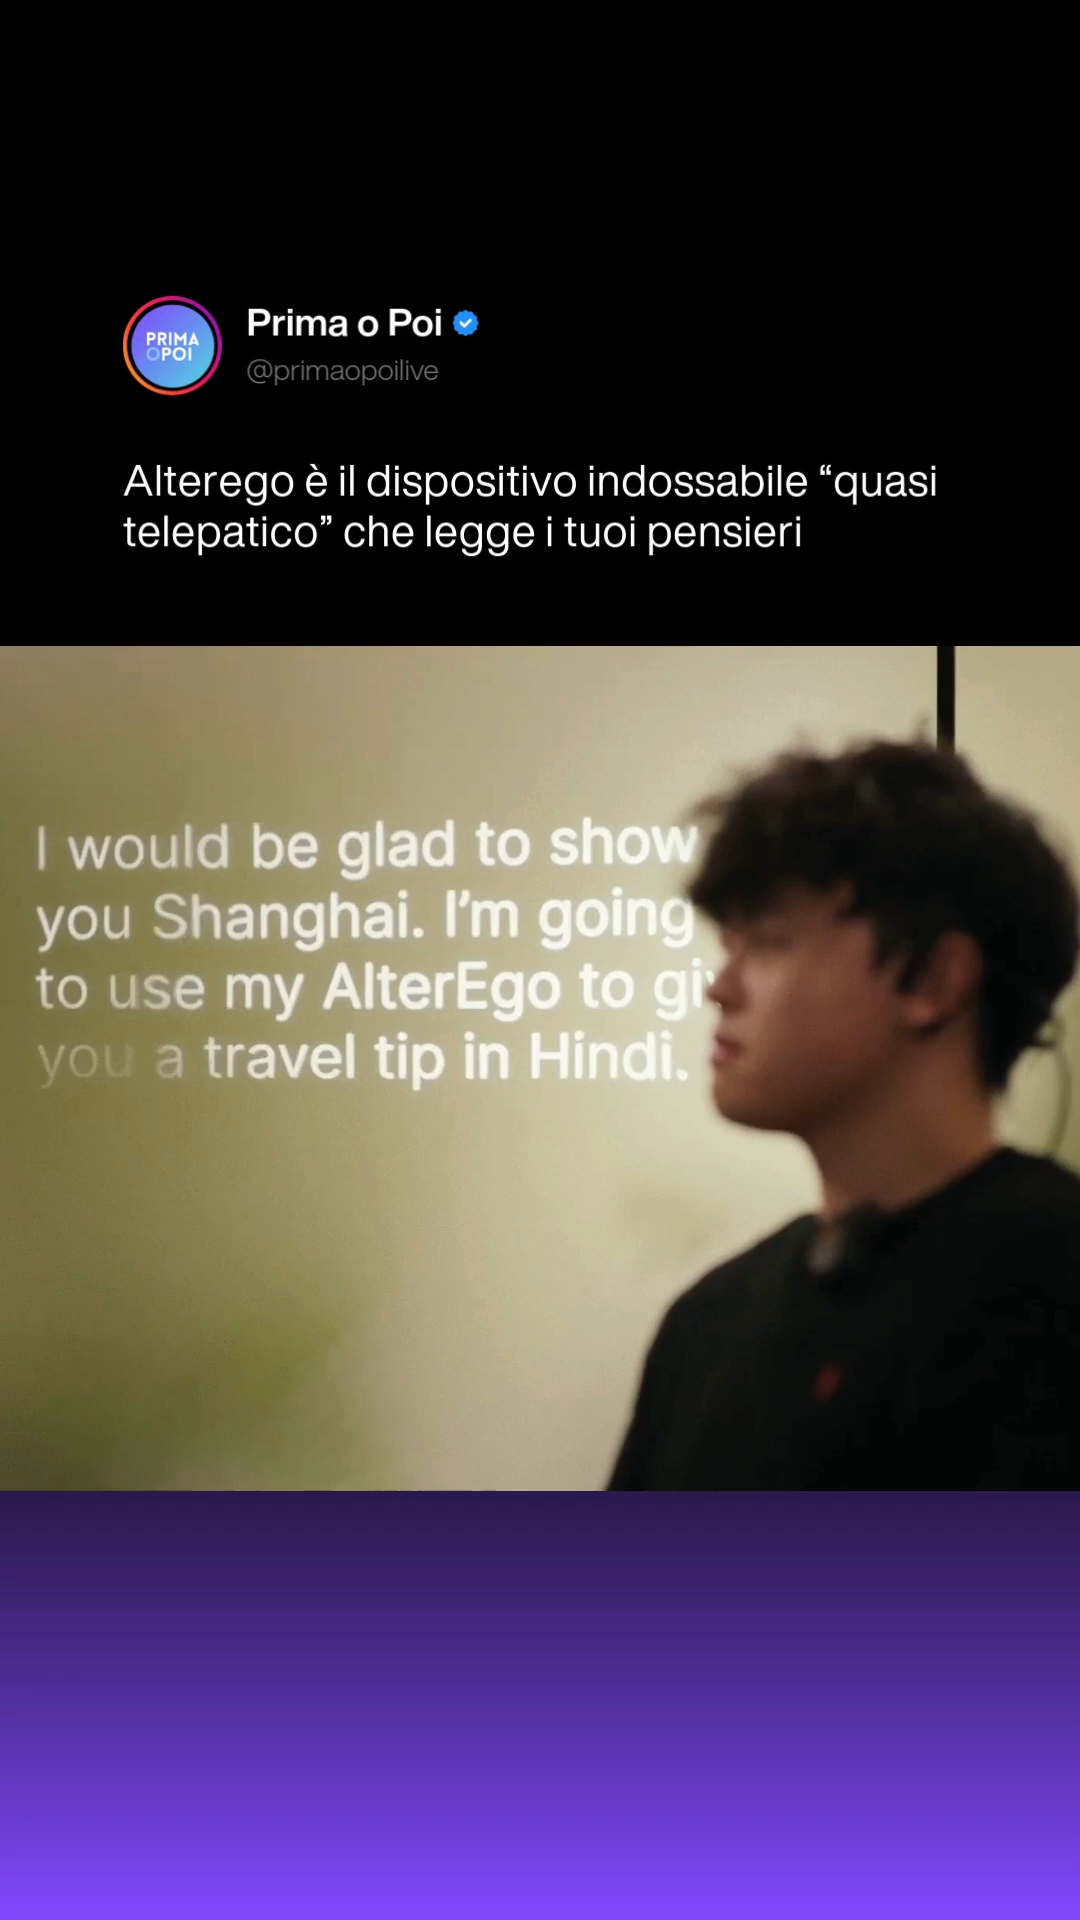 PRIMA
OPOI
Prima o Poi
@primaopoilive
Alterego è il dispositivo indossabile “quasi
telepatico” che legge i tuoi pensieri
I would be glad to show
you Shanghai. I’m going
to use my AlterEgo to
you a travel tip in Hindi.